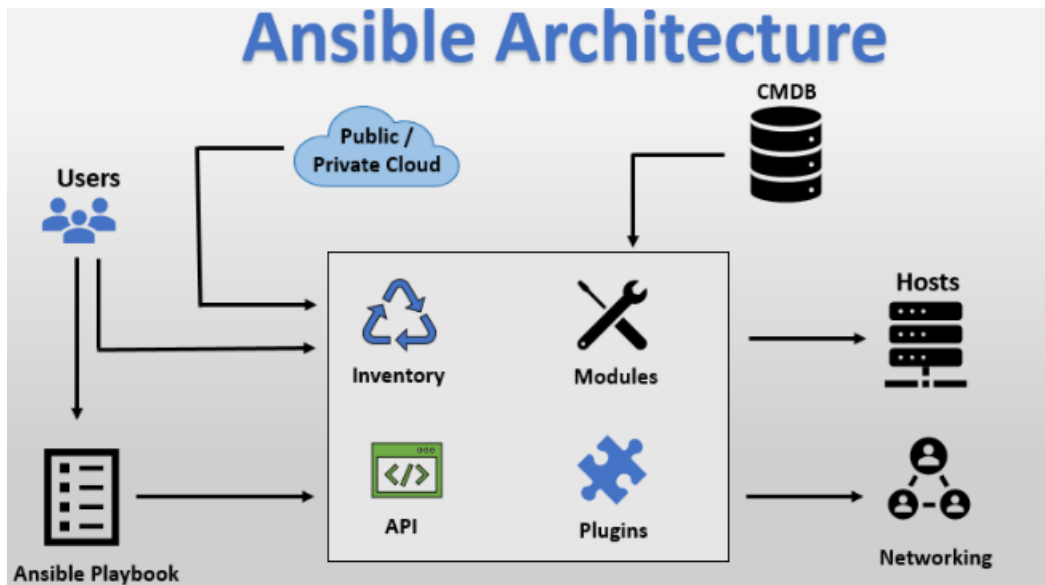 Ansible Architecture
CMDB
Public /
Private Cloud
Users
Hosts
Inventory
Modules
</>
API
Plugins
Networking
Ansible Playbook